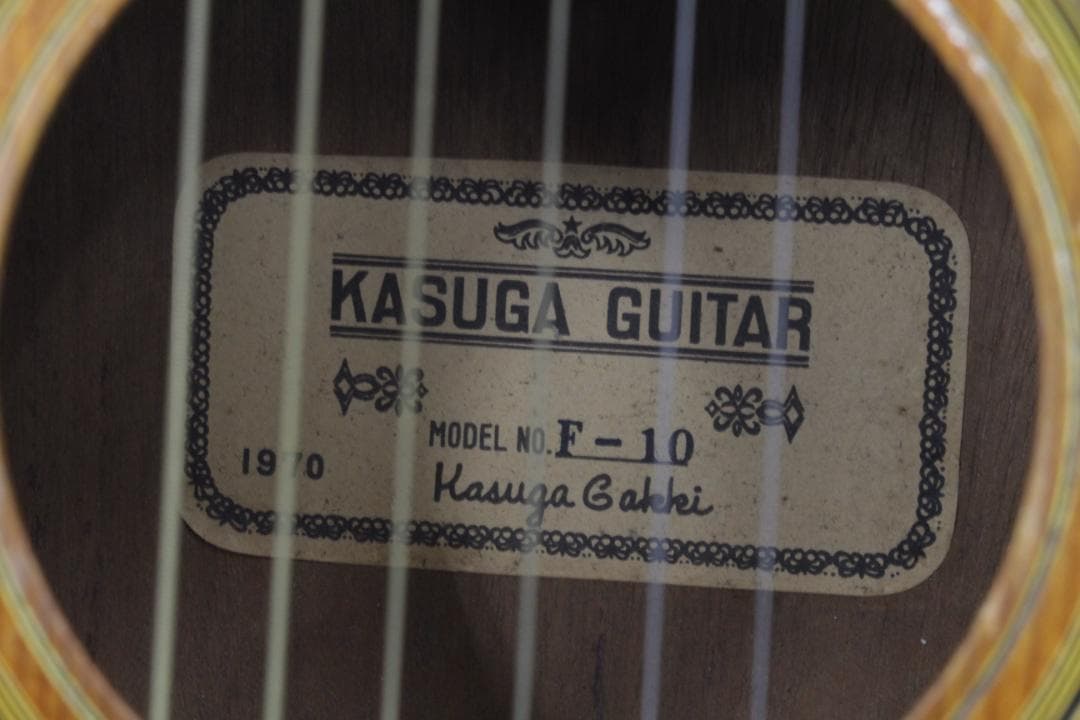 KASUGA GUITAR
MODEL NO. F-10
1970
Kasuga Gakki